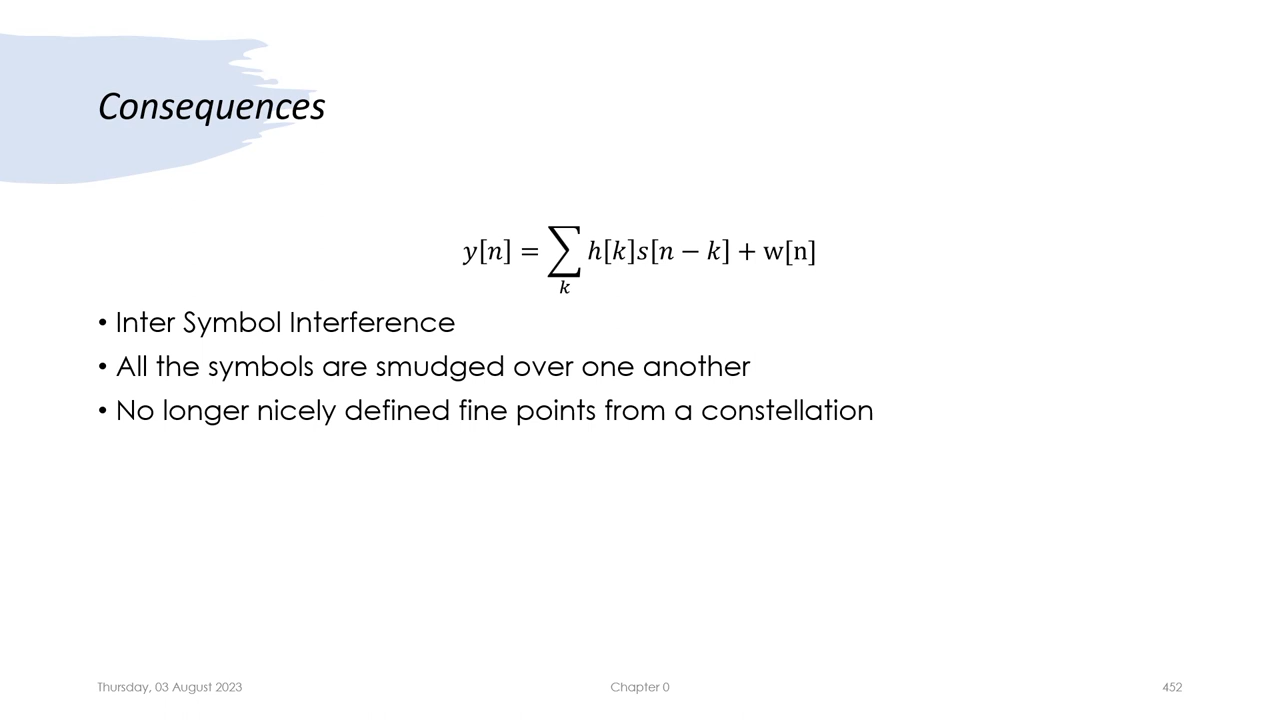 Consequences
y[n] = ∑ h[k]s[n − k] + w[n]
k
• Inter Symbol Interference
• All the symbols are smudged over one another
• No longer nicely defined fine points from a constellation
Thursday, 03 August 2023
Chapter 0
452